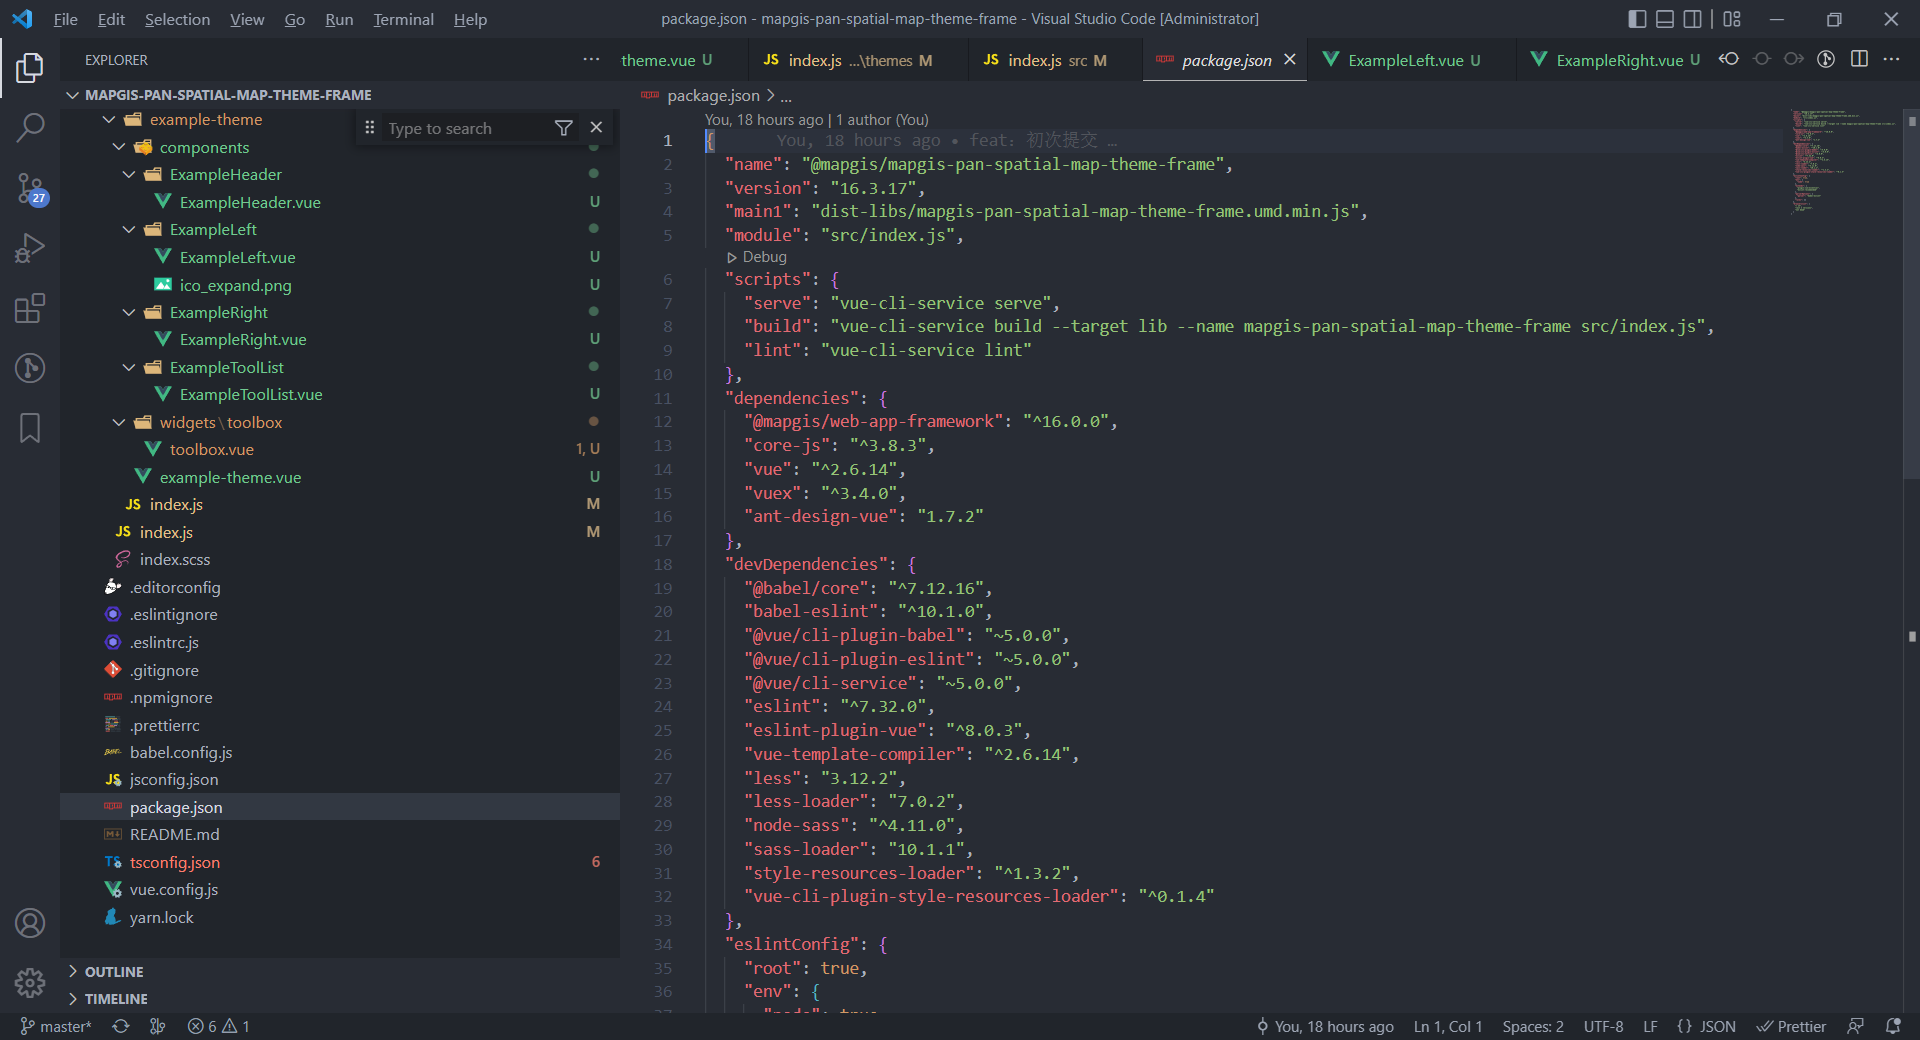 File Edit Selection View Go Run Terminal Help
package.json - mapgis-pan-spatial-map-theme-frame - Visual Studio Code [Administrator]
EXPLORER
theme.vue U
JS index.js ...\themes M
JS index.js src M
package.json
ExampleLeft.vue U
ExampleRight.vue U
MAPGIS-PAN-SPATIAL-MAP-THEME-FRAME
example-theme
Type to search
components
ExampleHeader
ExampleHeader.vue U
ExampleLeft
ExampleLeft.vue U
ico_expand.png U
ExampleRight
ExampleRight.vue U
ExampleToolList
ExampleToolList.vue U
widgets\toolbox
toolbox.vue 1, U
example-theme.vue U
JS index.js M
JS index.js M
index.scss
.editorconfig
.eslintignore
.eslintrc.js
.gitignore
.npmignore
.prettierrc
babel.config.js
JS jsconfig.json
package.json
README.md
TS tsconfig.json 6
vue.config.js
yarn.lock
OUTLINE
TIMELINE
27
package.json > ...
You, 18 hours ago | 1 author (You)
1 { You, 18 hours ago • feat: 初次提交 …
2 "name": "@mapgis/mapgis-pan-spatial-map-theme-frame",
3 "version": "16.3.17",
4 "main1": "dist-libs/mapgis-pan-spatial-map-theme-frame.umd.min.js",
5 "module": "src/index.js",
Debug
6 "scripts": {
7 "serve": "vue-cli-service serve",
8 "build": "vue-cli-service build --target lib --name mapgis-pan-spatial-map-theme-frame src/index.js",
9 "lint": "vue-cli-service lint"
10 },
11 "dependencies": {
12 "@mapgis/web-app-framework": "^16.0.0",
13 "core-js": "^3.8.3",
14 "vue": "^2.6.14",
15 "vuex": "^3.4.0",
16 "ant-design-vue": "1.7.2"
17 },
18 "devDependencies": {
19 "@babel/core": "^7.12.16",
20 "babel-eslint": "^10.1.0",
21 "@vue/cli-plugin-babel": "~5.0.0",
22 "@vue/cli-plugin-eslint": "~5.0.0",
23 "@vue/cli-service": "~5.0.0",
24 "eslint": "^7.32.0",
25 "eslint-plugin-vue": "^8.0.3",
26 "vue-template-compiler": "^2.6.14",
27 "less": "3.12.2",
28 "less-loader": "7.0.2",
29 "node-sass": "^4.11.0",
30 "sass-loader": "10.1.1",
31 "style-resources-loader": "^1.3.2",
32 "vue-cli-plugin-style-resources-loader": "^0.1.4"
33 },
34 "eslintConfig": {
35 "root": true,
36 "env": {
master* 6 1
You, 18 hours ago Ln 1, Col 1 Spaces: 2 UTF-8 LF {} JSON Prettier